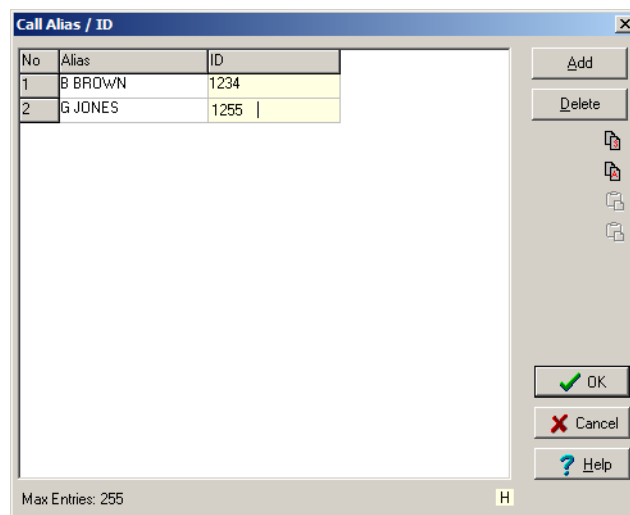 Call Alias / ID
No Alias ID
1 B BROWN 1234
2 G JONES 1255
Add
Delete
OK
Cancel
? Help
Max Entries: 255 H